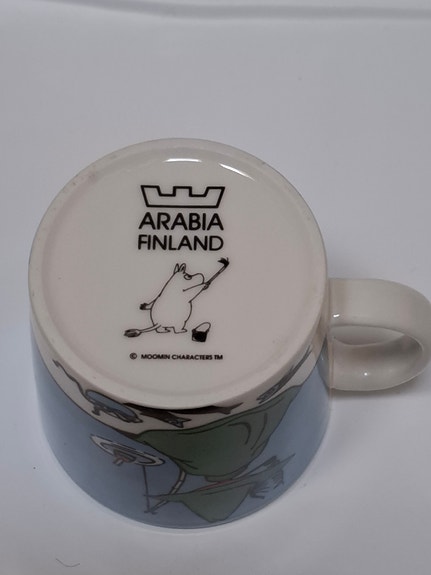 ARABIA
FINLAND
© MOOMIN CHARACTERS TM